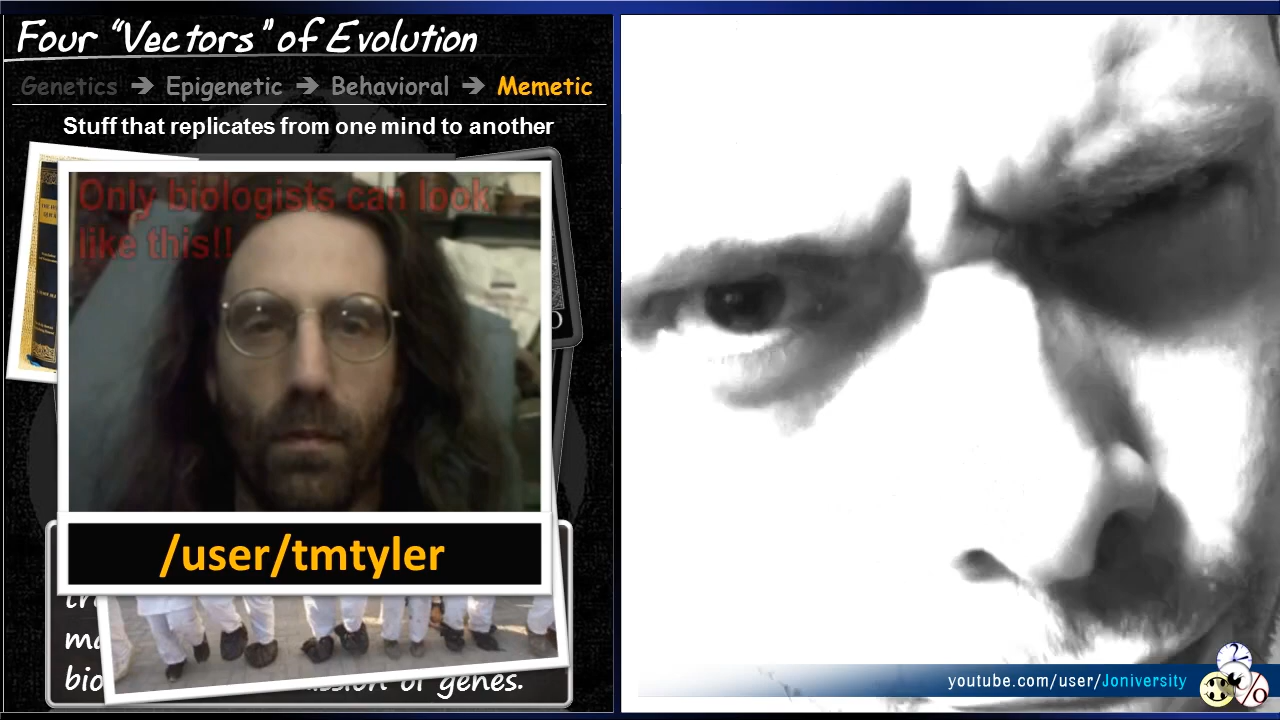 Four “Vectors” of Evolution
Genetics → Epigenetic → Behavioral → Memetic
Stuff that replicates from one mind to another
Only biologists can look
like this!!
/user/tmtyler
of genes.
youtube.com/user/Joniversity